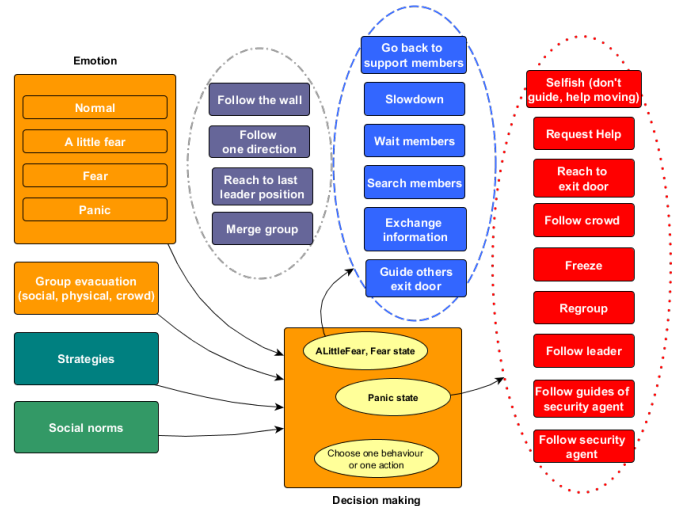 Emotion
Normal
A little fear
Fear
Panic
Group evacuation
(social, physical, crowd)
Strategies
Social norms
Follow the wall
Follow
one direction
Reach to last
leader position
Merge group
Go back to
support members
Slowdown
Wait members
Search members
Exchange
information
Guide others
exit door
ALittleFear, Fear state
Panic state
Choose one behaviour
or one action
Decision making
Selfish (don't
guide, help moving)
Request Help
Reach to
exit door
Follow crowd
Freeze
Regroup
Follow leader
Follow guides of
security agent
Follow security
agent